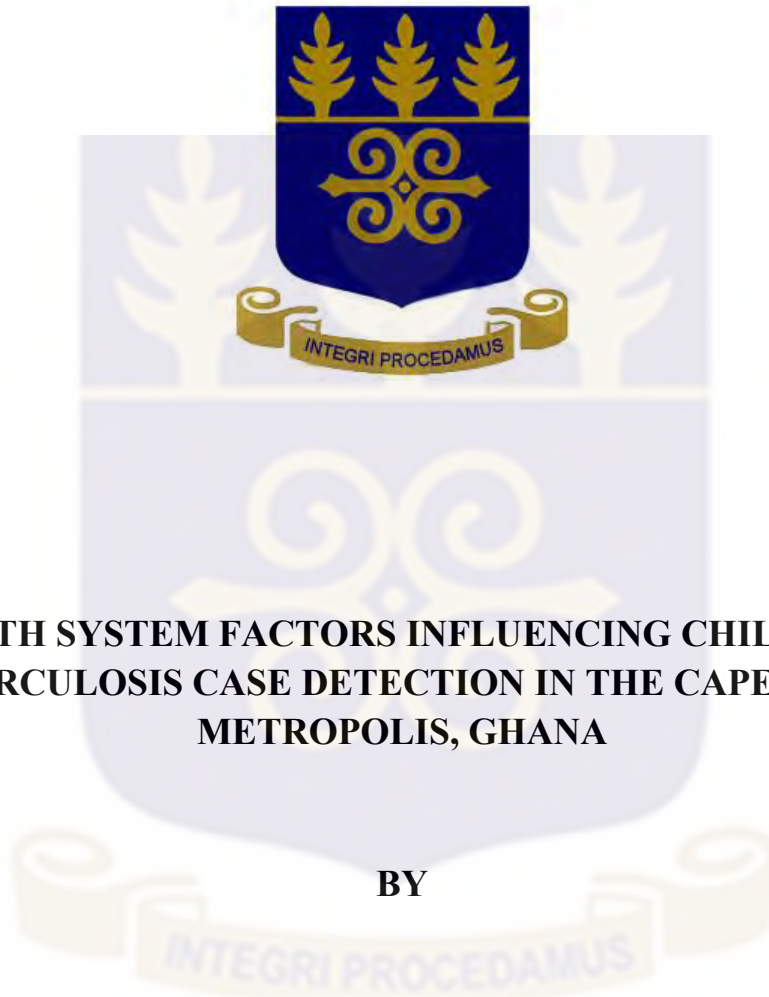 INTEGRI PROCEDAMUS
TH SYSTEM FACTORS INFLUENCING CHIL
RCULOSIS CASE DETECTION IN THE CAPE
METROPOLIS, GHANA
BY
INTEGRI PROCEDAMUS